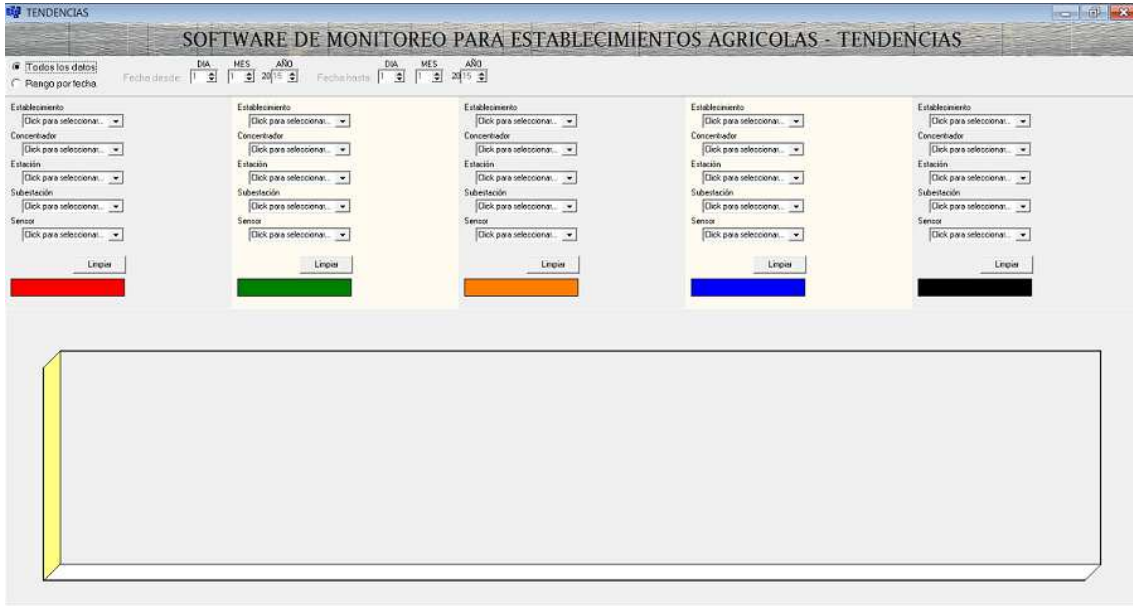 TENDENCIAS
SOFTWARE DE MONITOREO PARA ESTABLECIMIENTOS AGRICOLAS - TENDENCIAS
Todos los datos
Rango por fecha
Fecha desde: DIA 1 MES 1 AÑO 2015
Fecha hasta: DIA 1 MES 1 AÑO 2015
Establecimiento Establecimiento Establecimiento Establecimiento Establecimiento
Click para seleccionar... Click para seleccionar... Click para seleccionar... Click para seleccionar... Click para seleccionar...
Concentrador Concentrador Concentrador Concentrador Concentrador
Click para seleccionar... Click para seleccionar... Click para seleccionar... Click para seleccionar... Click para seleccionar...
Estación Estación Estación Estación Estación
Click para seleccionar... Click para seleccionar... Click para seleccionar... Click para seleccionar... Click para seleccionar...
Subestación Subestación Subestación Subestación Subestación
Click para seleccionar... Click para seleccionar... Click para seleccionar... Click para seleccionar... Click para seleccionar...
Sensor Sensor Sensor Sensor Sensor
Click para seleccionar... Click para seleccionar... Click para seleccionar... Click para seleccionar... Click para seleccionar...
Limpiar Limpiar Limpiar Limpiar Limpiar